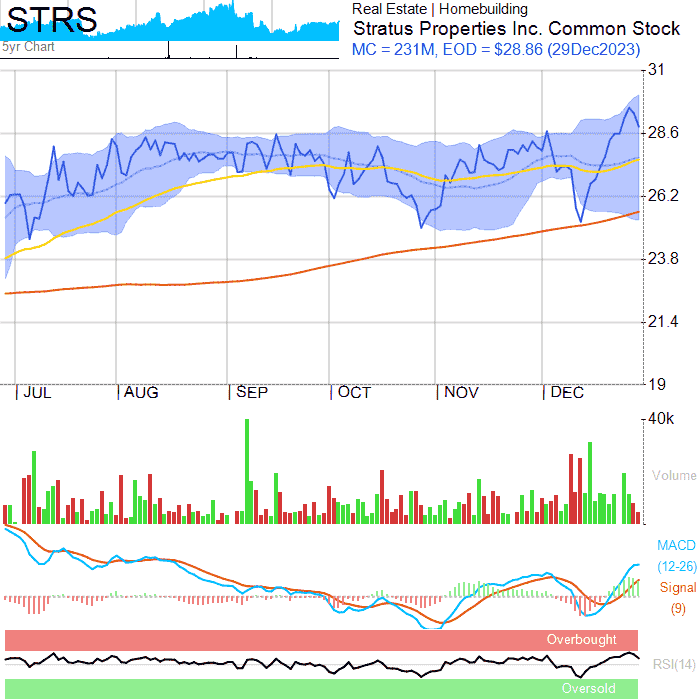 STRS
5yr Chart
Real Estate | Homebuilding
Stratus Properties Inc. Common Stock
MC = 231M, EOD = $28.86 (29Dec2023)
31
28.6
26.2
23.8
21.4
19
| JUL | AUG | SEP | OCT | NOV | DEC
40k
Volume
MACD
(12-26)
Signal
(9)
Overbought
RSI(14)
Oversold